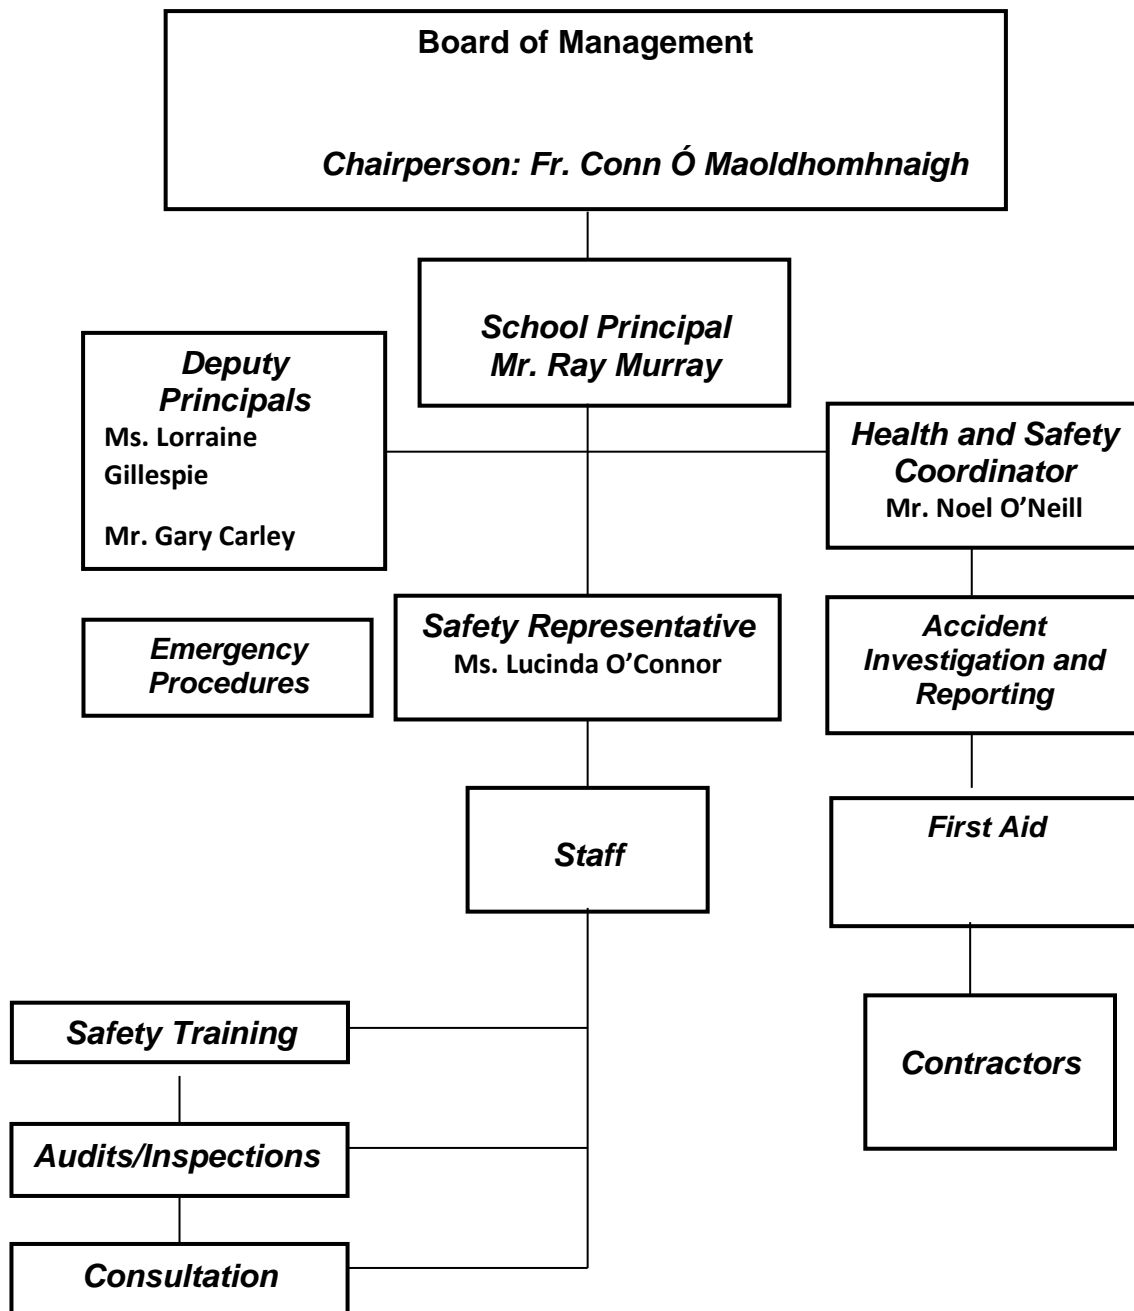 Board of Management
Chairperson: Fr. Conn Ó Maoldhomhnaigh
School Principal
Mr. Ray Murray
Deputy
Principals
Ms. Lorraine
Gillespie
Mr. Gary Carley
Health and Safety
Coordinator
Mr. Noel O’Neill
Emergency
Procedures
Safety Representative
Ms. Lucinda O’Connor
Accident
Investigation and
Reporting
Staff
First Aid
Safety Training
Contractors
Audits/Inspections
Consultation